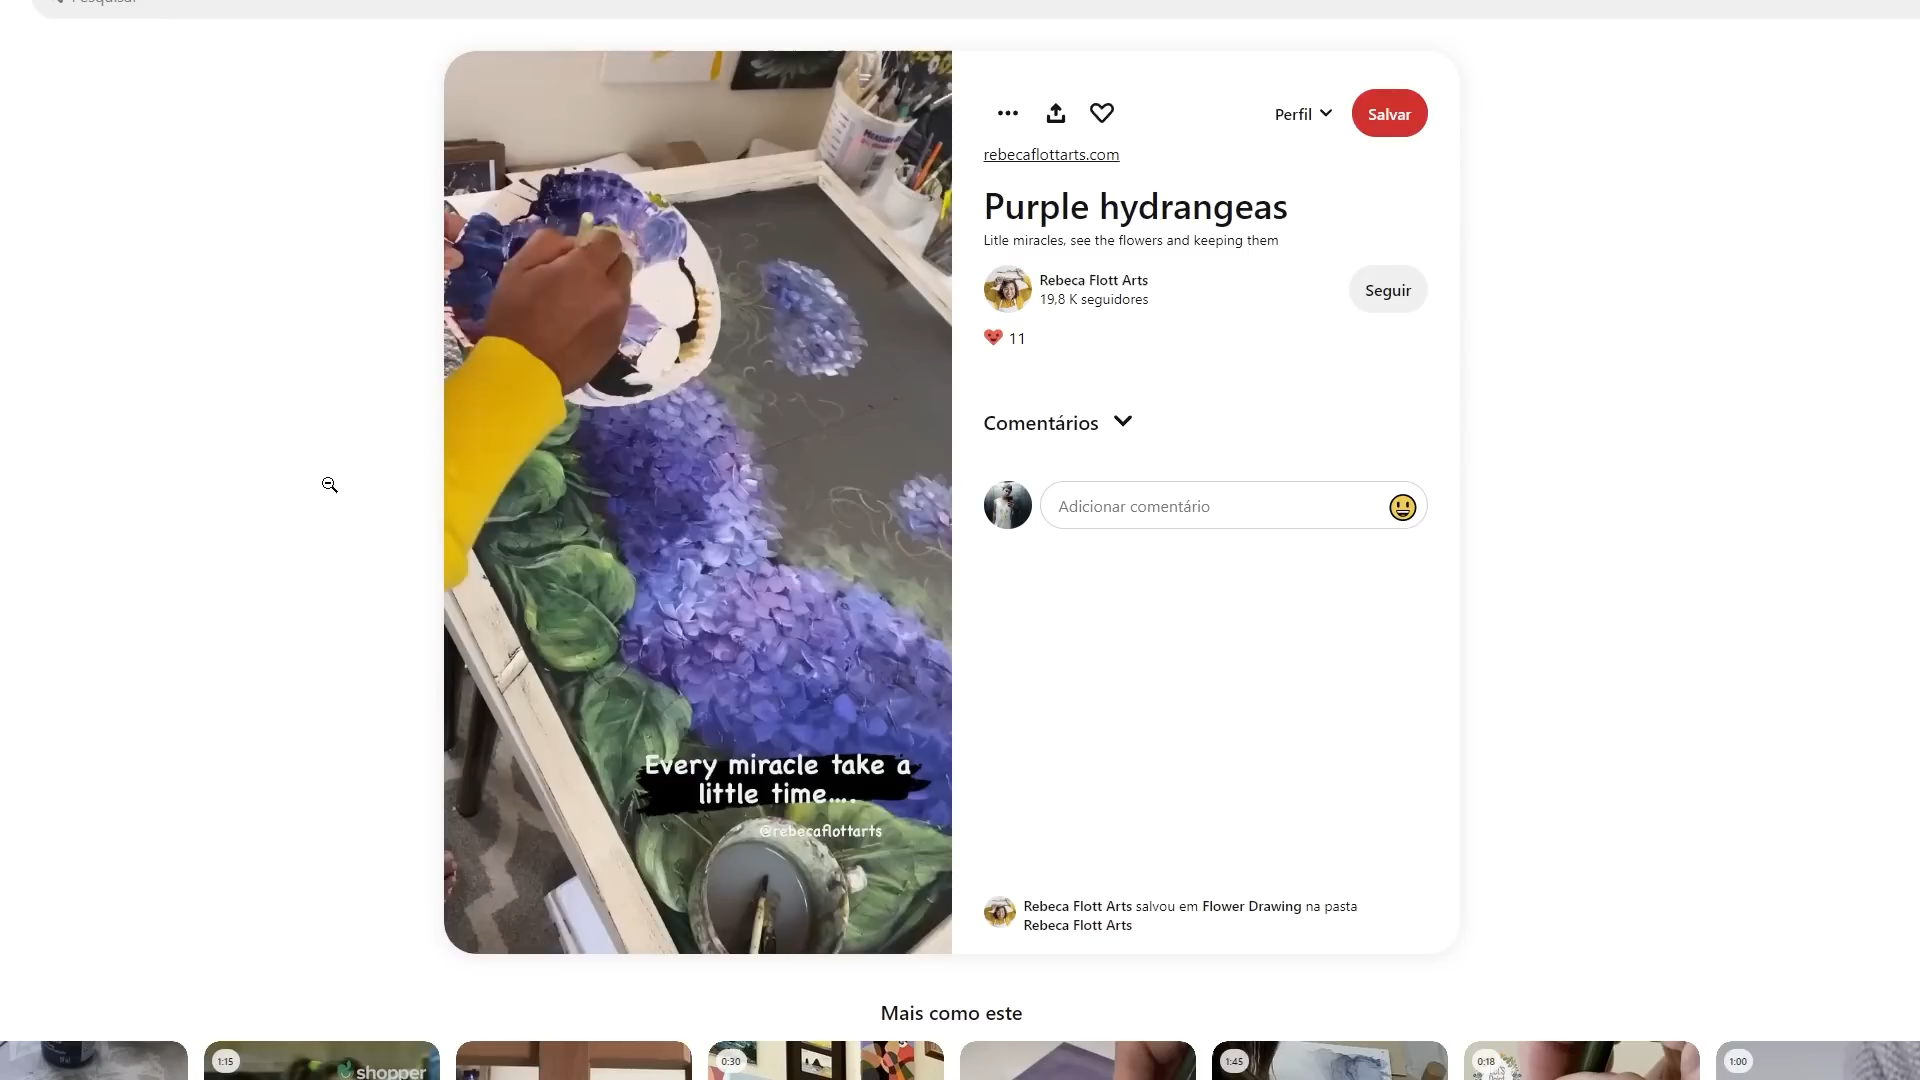 Pesquisar
Perfil
Salvar
rebecaflottarts.com
Purple hydrangeas
Litle miracles, see the flowers and keeping them
Rebeca Flott Arts
19,8 K seguidores
Seguir
11
Comentários
Adicionar comentário
Every miracle take a
little time....
@rebecaflottarts
Rebeca Flott Arts salvou em Flower Drawing na pasta
Rebeca Flott Arts
Mais como este
1:15
shopper
0:30
1:45
0:18
1:00